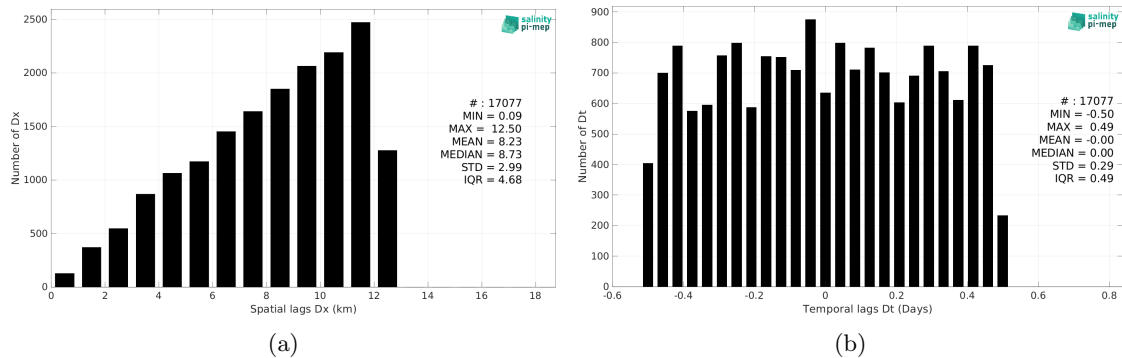 2500
2000
1500
1000
500
0
0
2
4
6
8
10
12
14
16
18
Number of Dx
Spatial lags Dx (km)
salinity
pi-mep
# : 17077
MIN = 0.09
MAX = 12.50
MEAN = 8.23
MEDIAN = 8.73
STD = 2.99
IQR = 4.68
(a)
900
800
700
600
500
400
300
200
100
0
-0.6
-0.4
-0.2
0
0.2
0.4
0.6
0.8
Number of Dt
Temporal lags Dt (Days)
salinity
pi-mep
# : 17077
MIN = -0.50
MAX = 0.49
MEAN = -0.00
MEDIAN = 0.00
STD = 0.29
IQR = 0.49
(b)